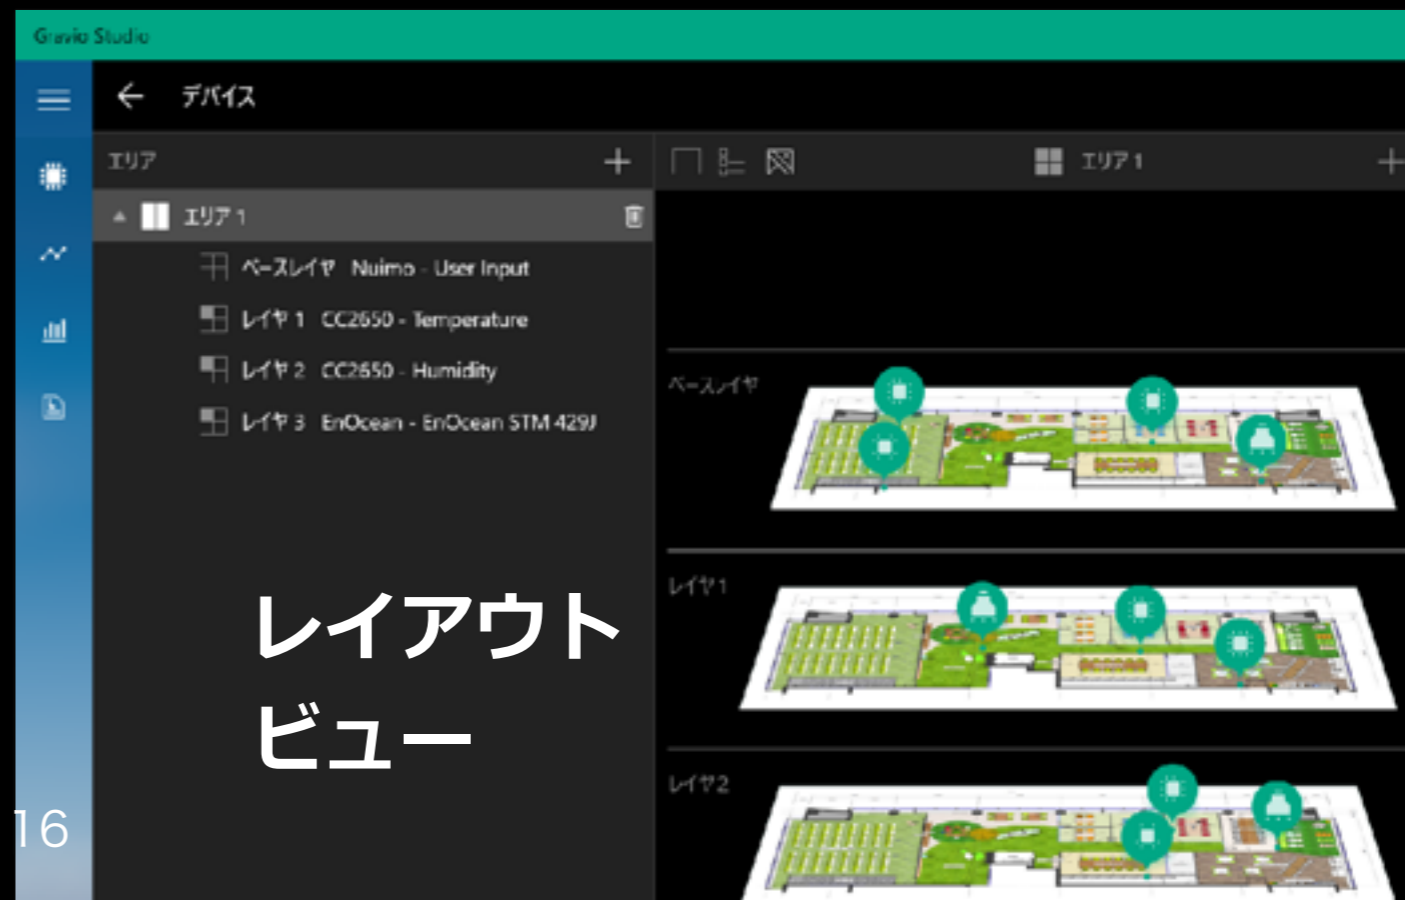 Gravio Studio
デバイス
エリア
エリア 1
エリア 1
ベースレイヤ Nuimo - User Input
レイヤ 1 CC2650 - Temperature
レイヤ 2 CC2650 - Humidity
レイヤ 3 EnOcean - EnOcean STM 429J
ベースレイヤ
レイヤ1
レイヤ2
レイアウト
ビュー
16